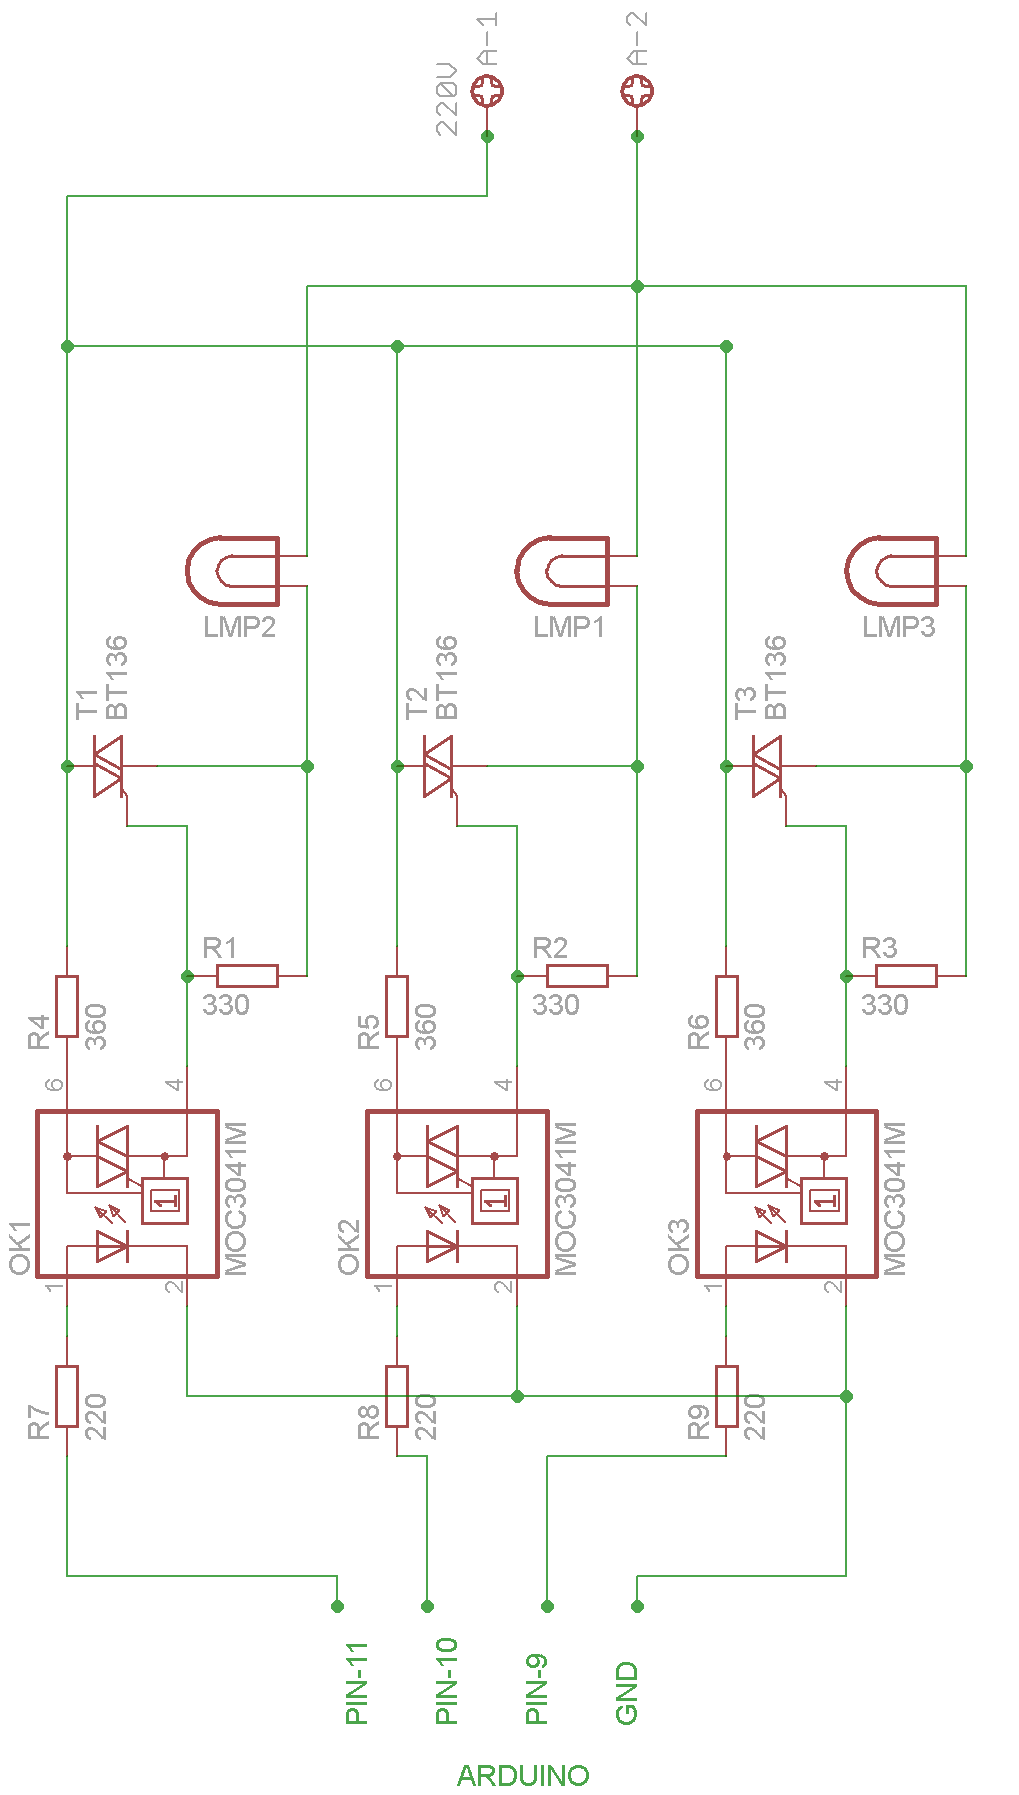 A-1
A-2
220V
LMP2
LMP1
LMP3
T1
BT136
T2
BT136
T3
BT136
R1
330
R2
330
R3
330
R4
360
R5
360
R6
360
6
4
6
4
6
4
OK1
MOC3041M
OK2
MOC3041M
OK3
MOC3041M
1
1
1
1
2
1
2
1
2
R7
220
R8
220
R9
220
PIN-11
PIN-10
PIN-9
GND
ARDUINO